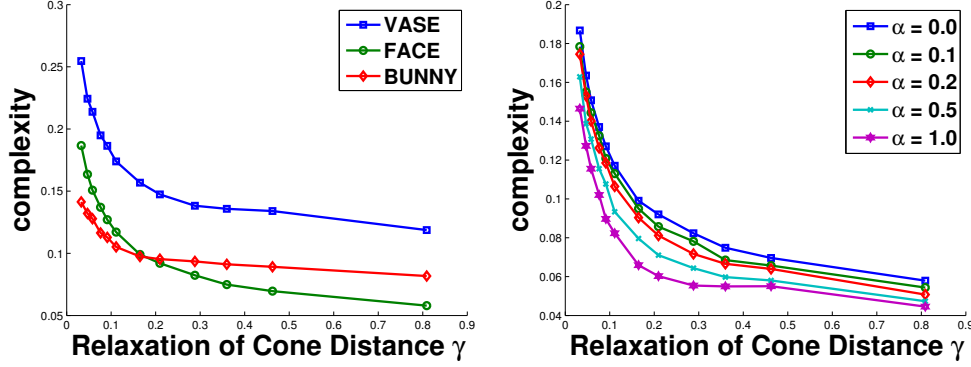 0.3
0.25
0.2
0.15
0.1
0.05
0
0.1
0.2
0.3
0.4
0.5
0.6
0.7
0.8
0.9
complexity
Relaxation of Cone Distance γ
VASE
FACE
BUNNY
0.2
0.18
0.16
0.14
0.12
0.1
0.08
0.06
0.04
0
0.1
0.2
0.3
0.4
0.5
0.6
0.7
0.8
0.9
complexity
Relaxation of Cone Distance γ
α = 0.0
α = 0.1
α = 0.2
α = 0.5
α = 1.0